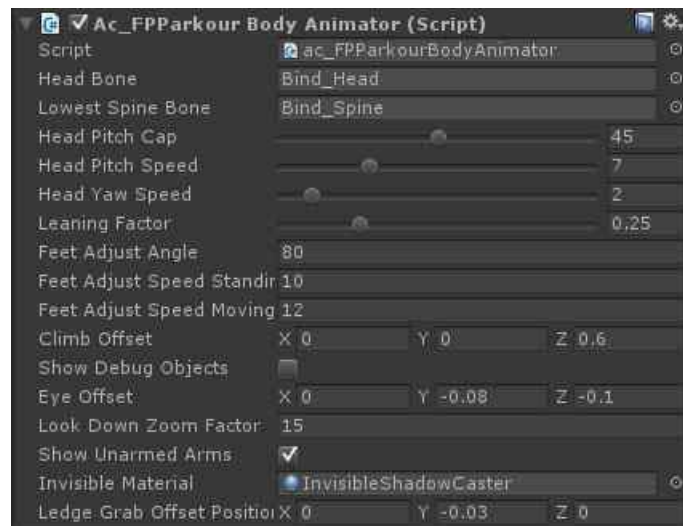 Ac_FPParkour Body Animator (Script)
Script ac_FPParkourBodyAnimator
Head Bone Bind_Head
Lowest Spine Bone Bind_Spine
Head Pitch Cap 45
Head Pitch Speed 7
Head Yaw Speed 2
Leaning Factor 0.25
Feet Adjust Angle 80
Feet Adjust Speed Standir 10
Feet Adjust Speed Moving 12
Climb Offset X 0 Y 0 Z 0.6
Show Debug Objects
Eye Offset X 0 Y -0.08 Z -0.1
Look Down Zoom Factor 15
Show Unarmed Arms
Invisible Material InvisibleShadowCaster
Ledge Grab Offset Position X 0 Y -0.03 Z 0